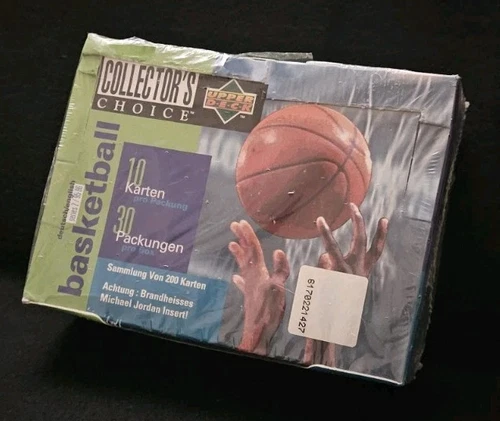 COLLECTOR'S
CHOICE™
UPPER
DECK
basketball
10
Karten
pro Packung
30
Packungen
pro box
Sammlung Von 200 Karten
Achtung : Brandheisses
Michael Jordan Insert!
6170221427